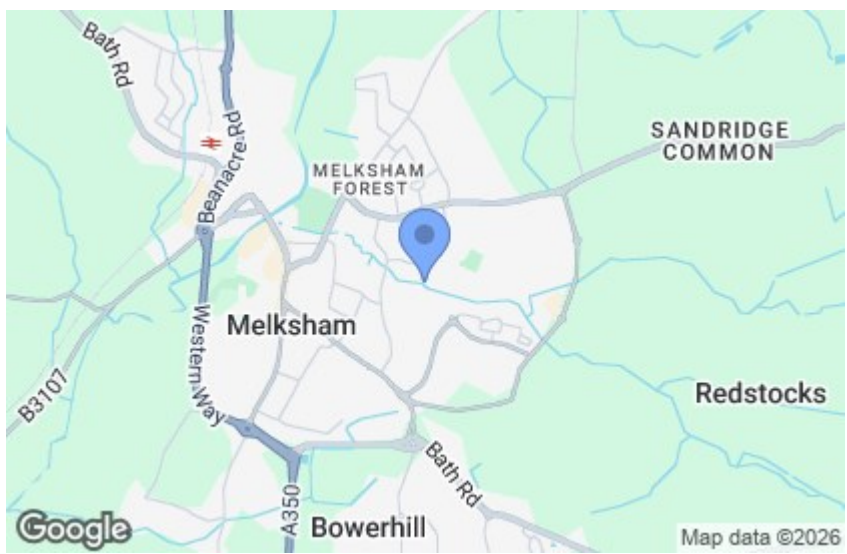 Bath Rd
Beanacre Rd
SANDRIDGE
COMMON
MELKSHAM
FOREST
Melksham
Western Way
B3107
Redstocks
Bath Rd
A350
Bowerhill
Google
Map data ©2026